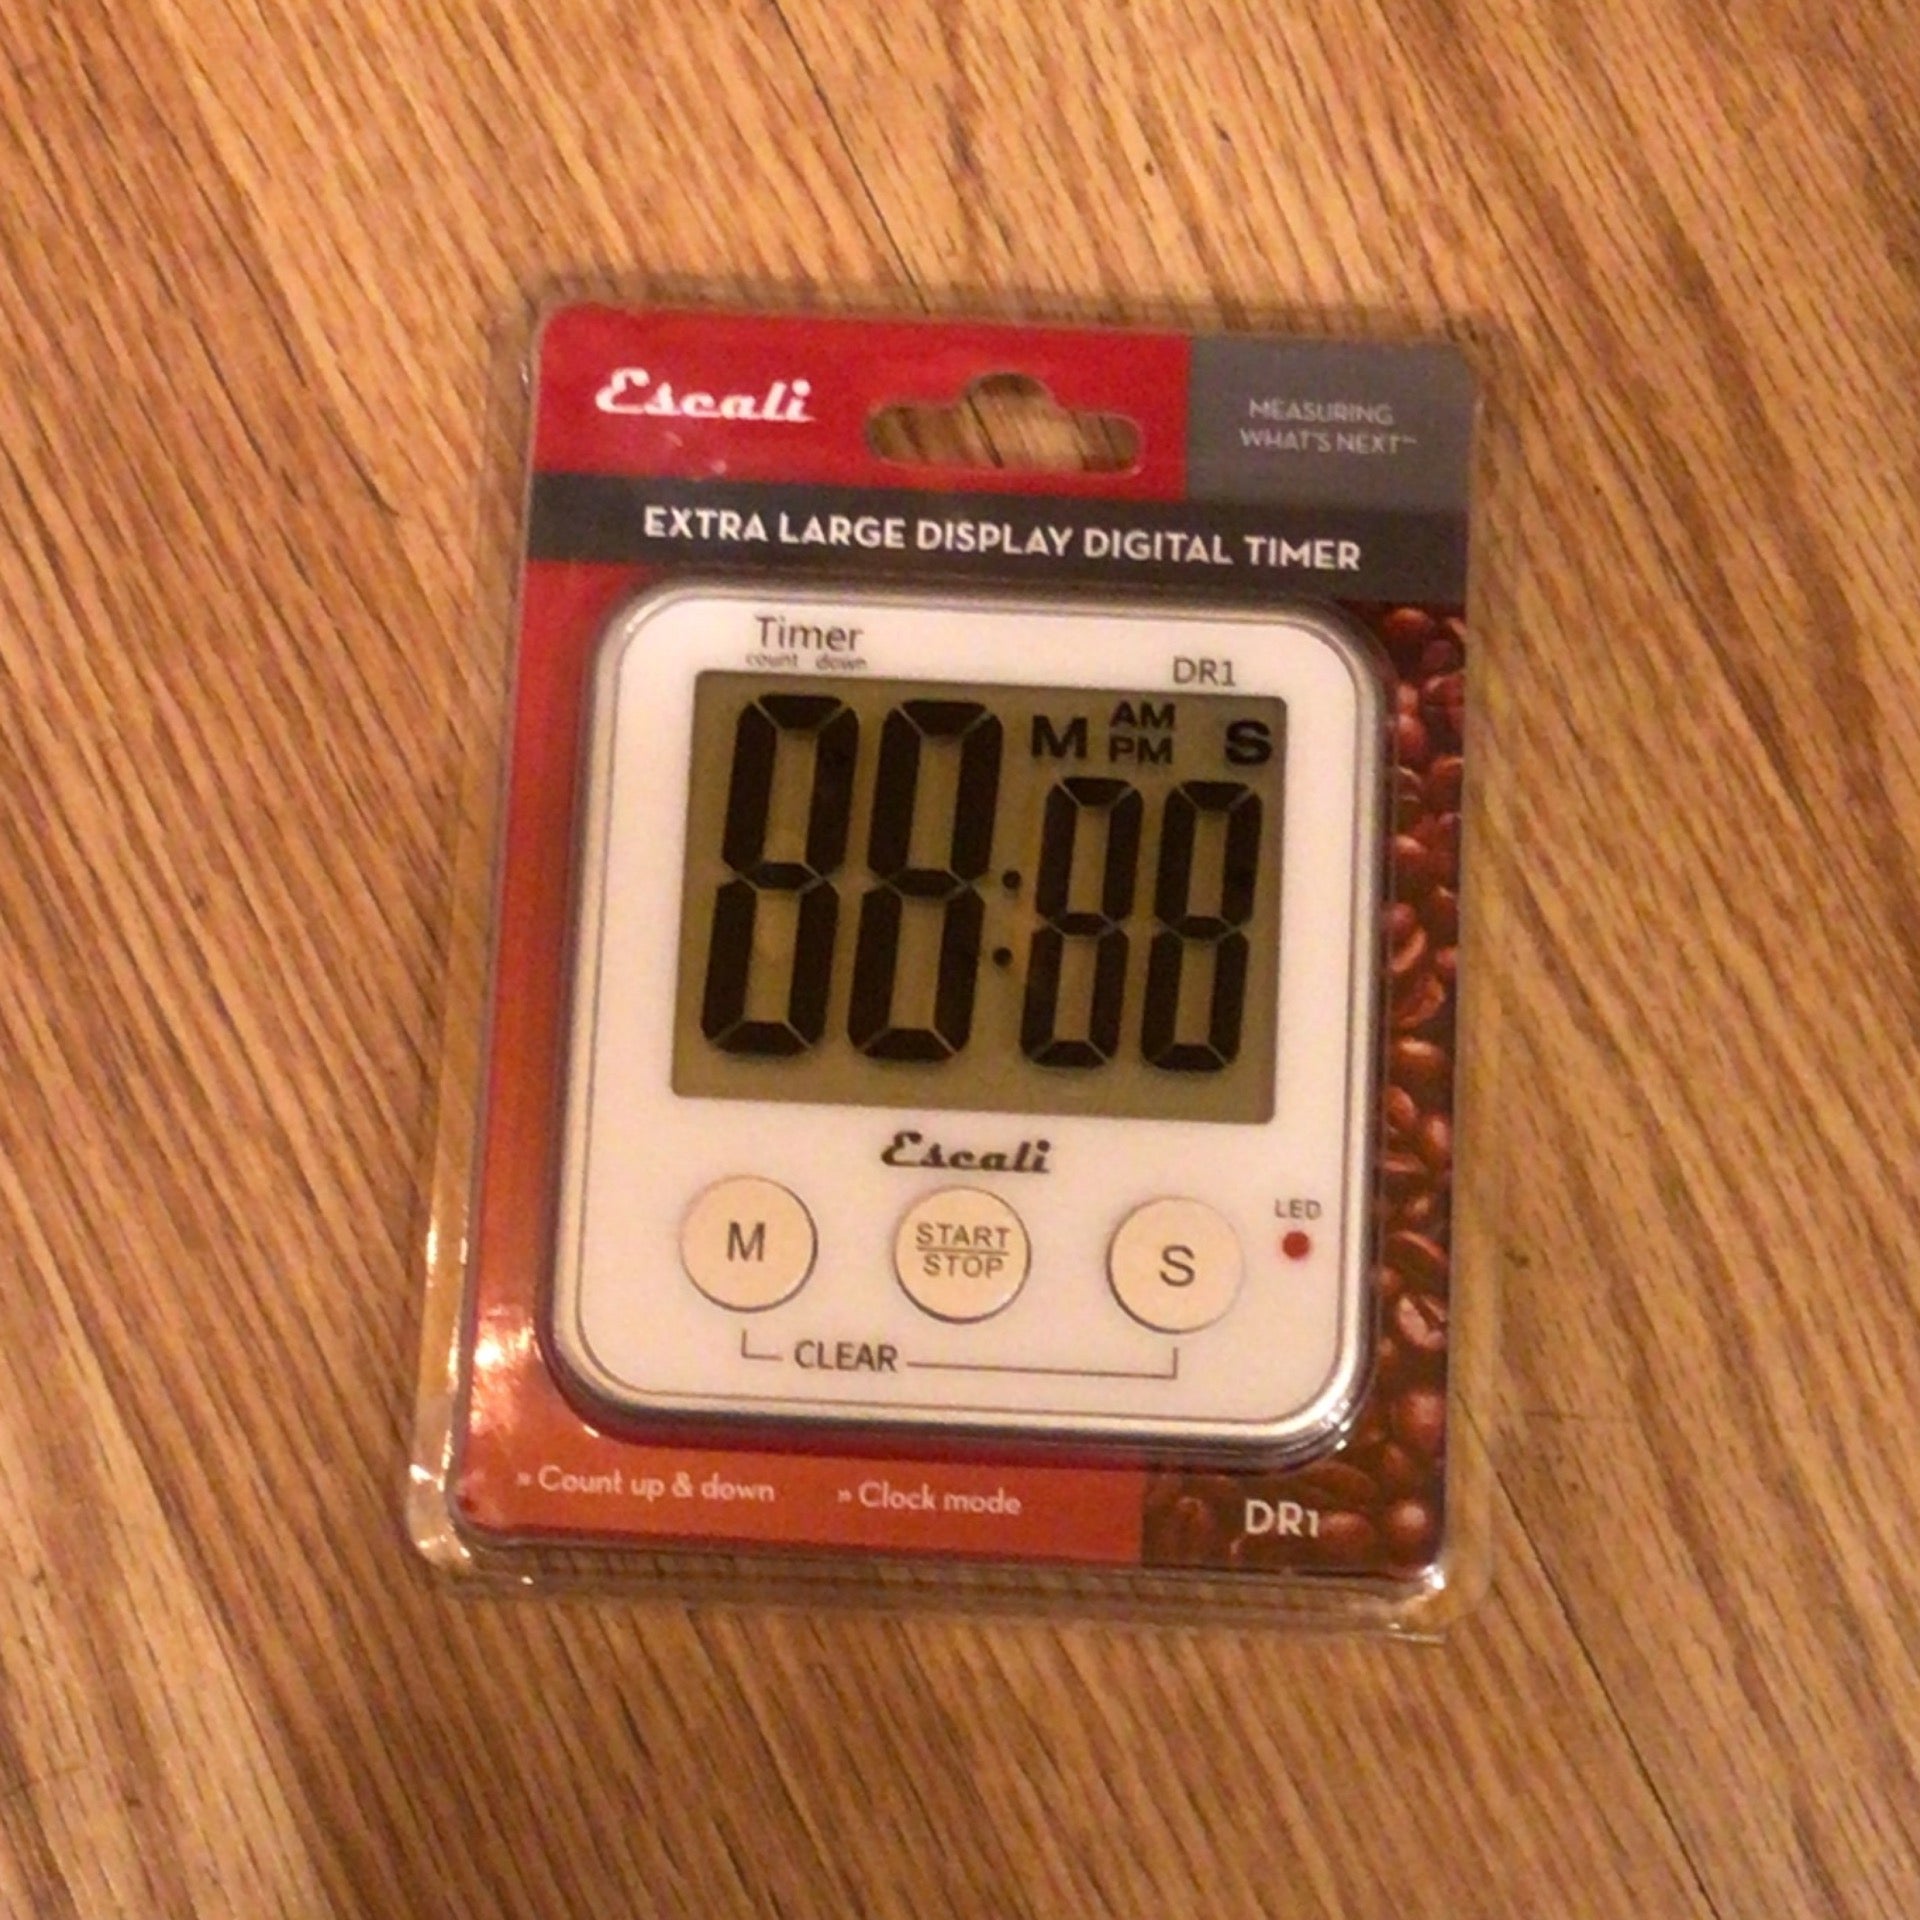 Escali
MEASURING
WHAT'S NEXT™
EXTRA LARGE DISPLAY DIGITAL TIMER
Timer
count down
DR1
M AM S
PM
88:88
Escali
M
START
STOP
S
LED
CLEAR
» Count up & down » Clock mode
DR1